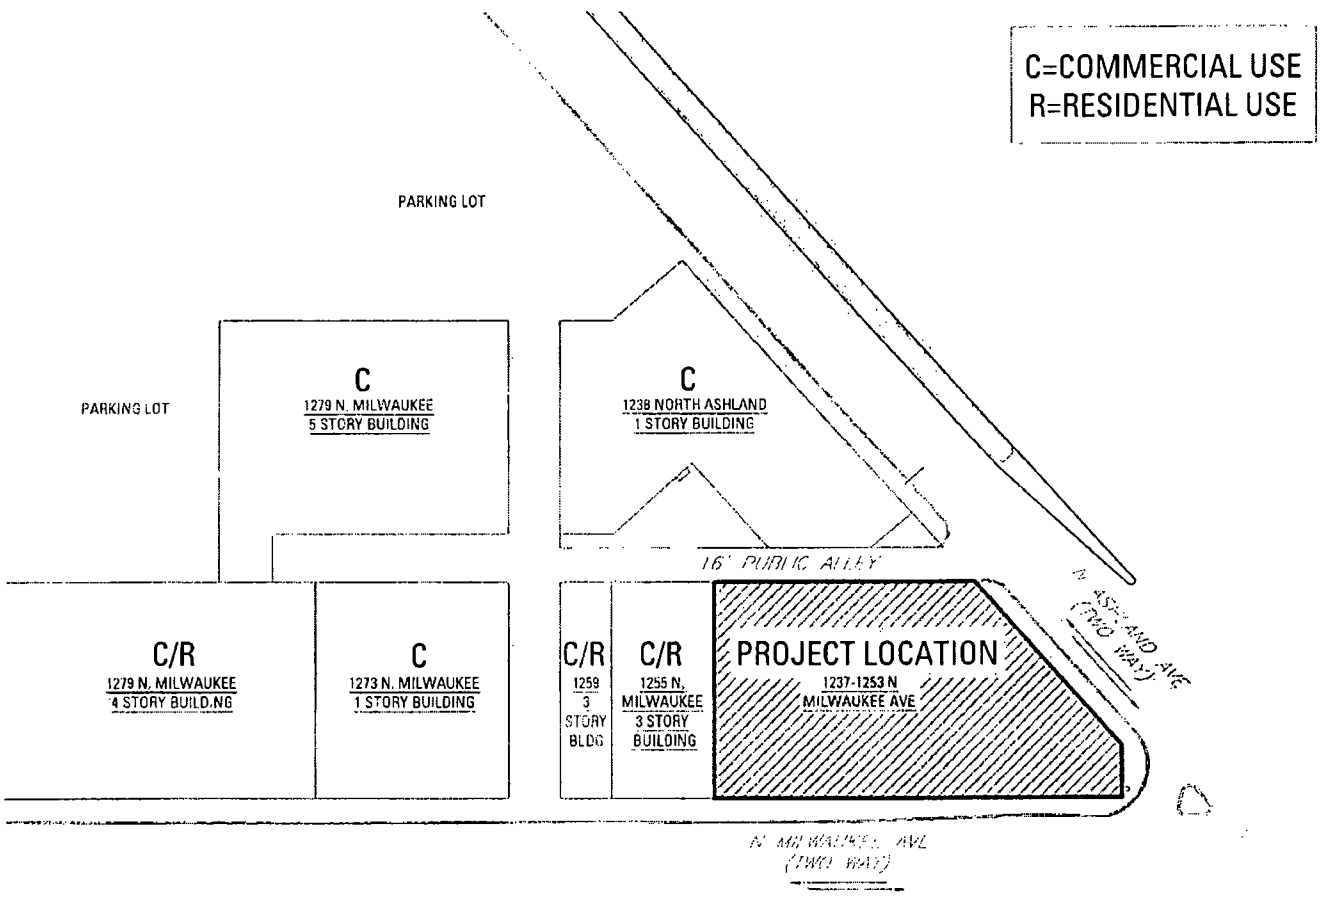 C=COMMERCIAL USE
R=RESIDENTIAL USE
PARKING LOT
C
1279 N. MILWAUKEE
5 STORY BUILDING
C
1238 NORTH ASHLAND
1 STORY BUILDING
PARKING LOT
16' PUBLIC ALLEY
N ASHLAND AVE
(TWO WAY)
C/R
1279 N. MILWAUKEE
4 STORY BUILDING
C
1273 N. MILWAUKEE
1 STORY BUILDING
C/R
1259
3
STORY
BLDG
C/R
1255 N.
MILWAUKEE
3 STORY
BUILDING
PROJECT LOCATION
1237-1253 N
MILWAUKEE AVE
N MILWAUKEE AVE
(TWO WAY)